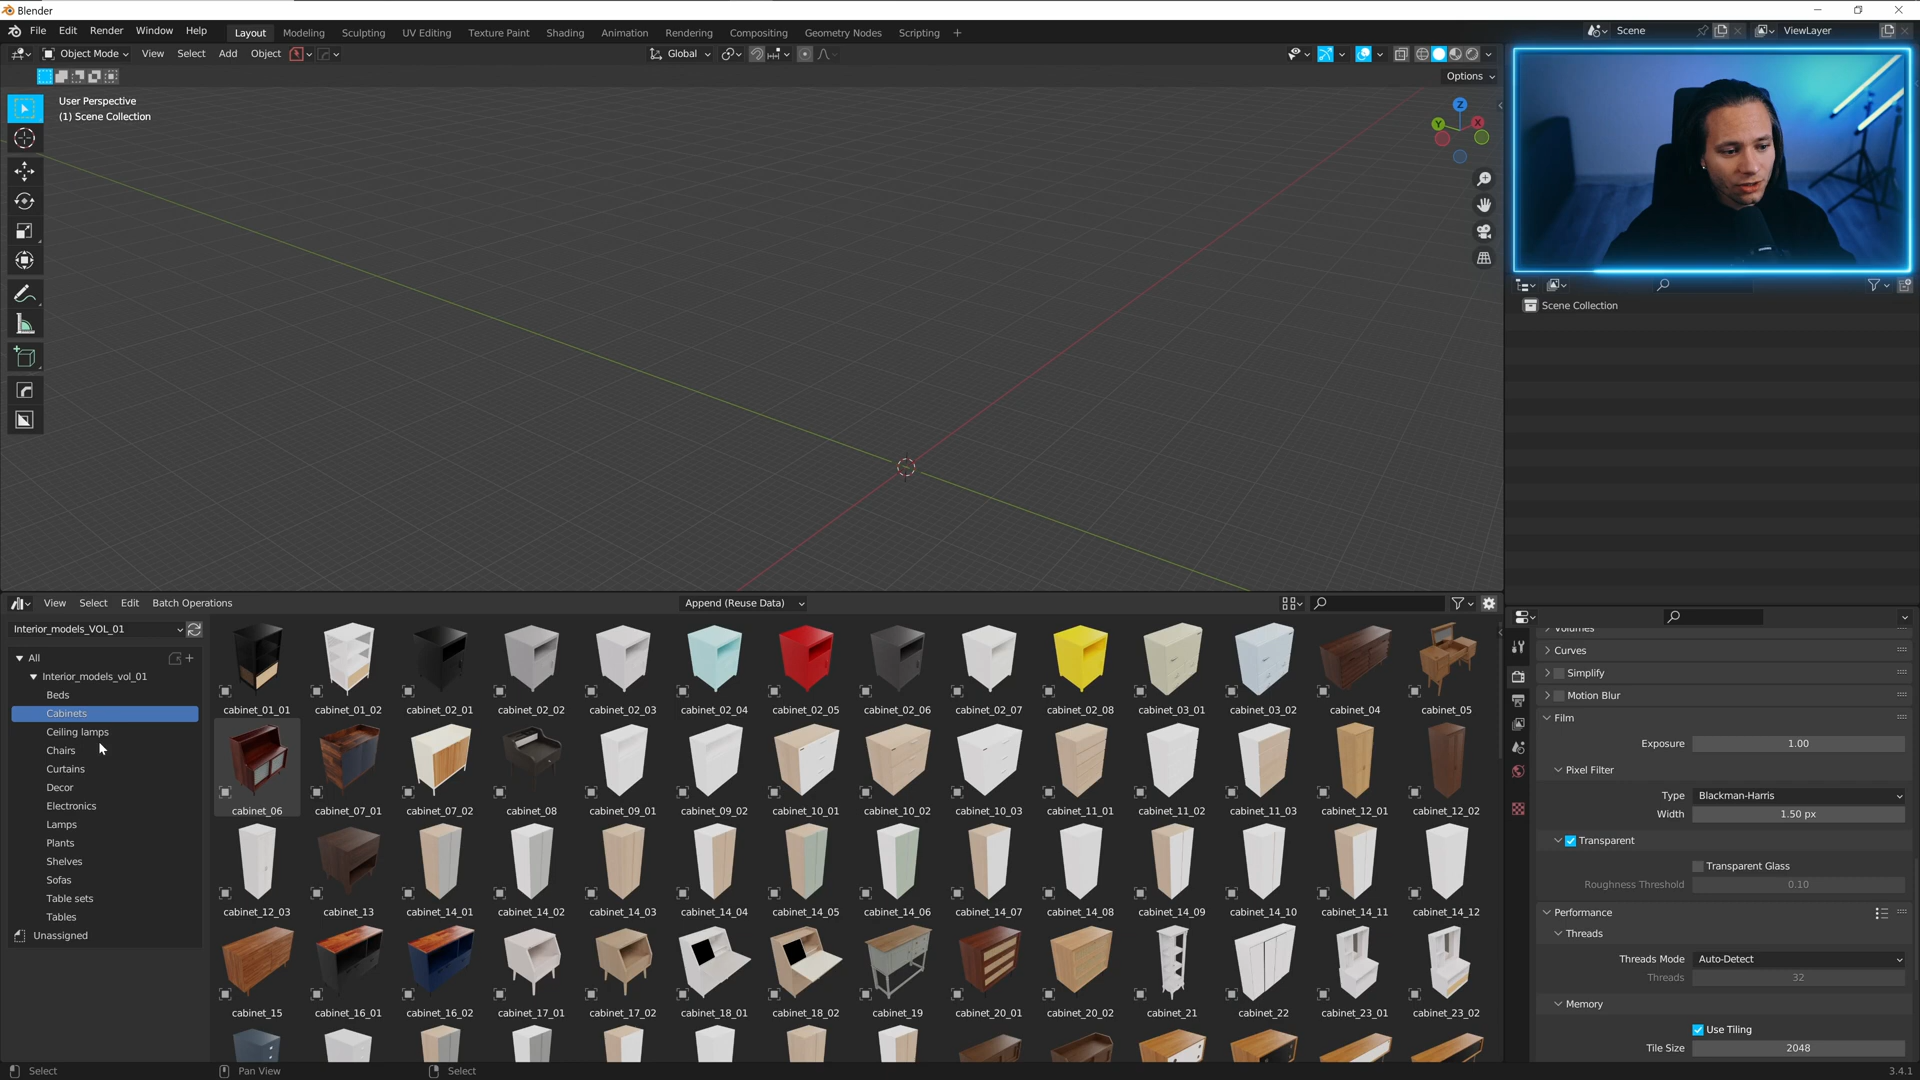 Blender
File Edit Render Window Help Layout Modeling Sculpting UV Editing Texture Paint Shading Animation Rendering Compositing Geometry Nodes Scripting + Scene ViewLayer
Object Mode View Select Add Object Global
Options
User Perspective
(1) Scene Collection
Z
Y X
Scene Collection
View Select Edit Batch Operations Append (Reuse Data)
Interior_models_VOL_01
All
Interior_models_vol_01
Beds
Cabinets
Ceiling lamps
Chairs
Curtains
Decor
Electronics
Lamps
Plants
Shelves
Sofas
Table sets
Tables
Unassigned
cabinet_01_01 cabinet_01_02 cabinet_02_01 cabinet_02_02 cabinet_02_03 cabinet_02_04 cabinet_02_05 cabinet_02_06 cabinet_02_07 cabinet_02_08 cabinet_03_01 cabinet_03_02 cabinet_04 cabinet_05
cabinet_06 cabinet_07_01 cabinet_07_02 cabinet_08 cabinet_09_01 cabinet_09_02 cabinet_10_01 cabinet_10_02 cabinet_10_03 cabinet_11_01 cabinet_11_02 cabinet_11_03 cabinet_12_01 cabinet_12_02
cabinet_12_03 cabinet_13 cabinet_14_01 cabinet_14_02 cabinet_14_03 cabinet_14_04 cabinet_14_05 cabinet_14_06 cabinet_14_07 cabinet_14_08 cabinet_14_09 cabinet_14_10 cabinet_14_11 cabinet_14_12
cabinet_15 cabinet_16_01 cabinet_16_02 cabinet_17_01 cabinet_17_02 cabinet_18_01 cabinet_18_02 cabinet_19 cabinet_20_01 cabinet_20_02 cabinet_21 cabinet_22 cabinet_23_01 cabinet_23_02
Volumes
Curves
Simplify
Motion Blur
Film
Exposure 1.00
Pixel Filter
Type Blackman-Harris
Width 1.50 px
Transparent
Transparent Glass
Roughness Threshold 0.10
Performance
Threads
Threads Mode Auto-Detect
Threads 32
Memory
Use Tiling
Tile Size 2048
Select Pan View Select 3.4.1